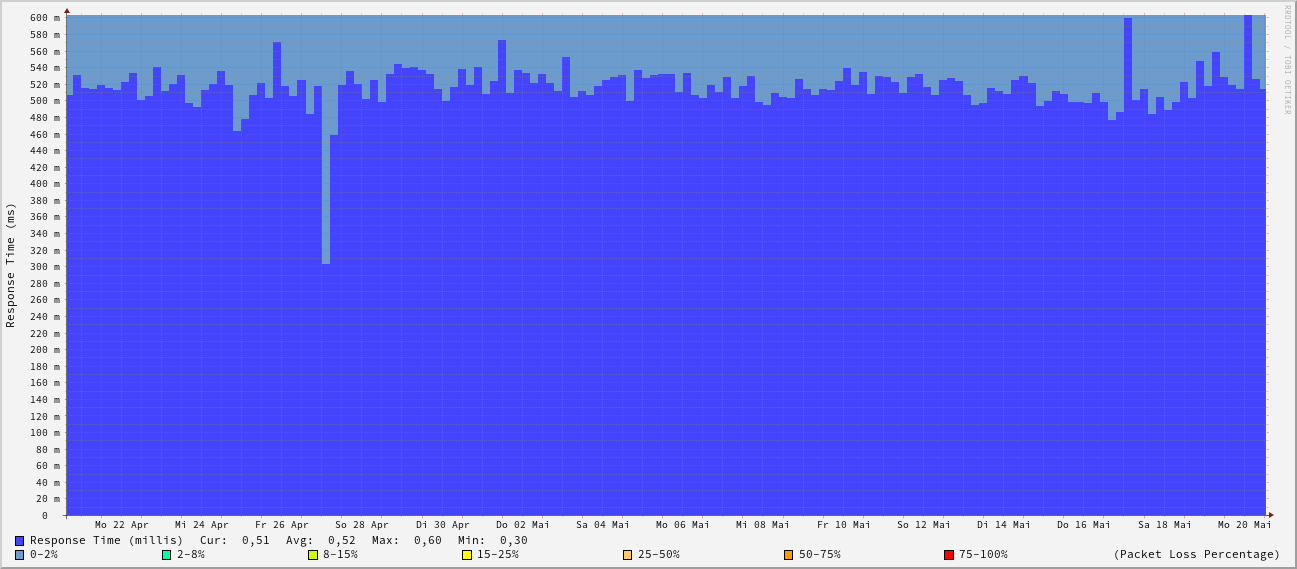 600 m
580 m
560 m
540 m
520 m
500 m
480 m
460 m
440 m
420 m
400 m
380 m
360 m
340 m
320 m
300 m
280 m
260 m
240 m
220 m
200 m
180 m
160 m
140 m
120 m
100 m
80 m
60 m
40 m
20 m
0
Response Time (ms)
RRDTOOL / TOBI OETIKER
Mo 22 Apr Mi 24 Apr Fr 26 Apr So 28 Apr Di 30 Apr Do 02 Mai Sa 04 Mai Mo 06 Mai Mi 08 Mai Fr 10 Mai So 12 Mai Di 14 Mai Do 16 Mai Sa 18 Mai Mo 20 Mai
Response Time (millis) Cur: 0,51 Avg: 0,52 Max: 0,60 Min: 0,30
0-2% 2-8% 8-15% 15-25% 25-50% 50-75% 75-100% (Packet Loss Percentage)